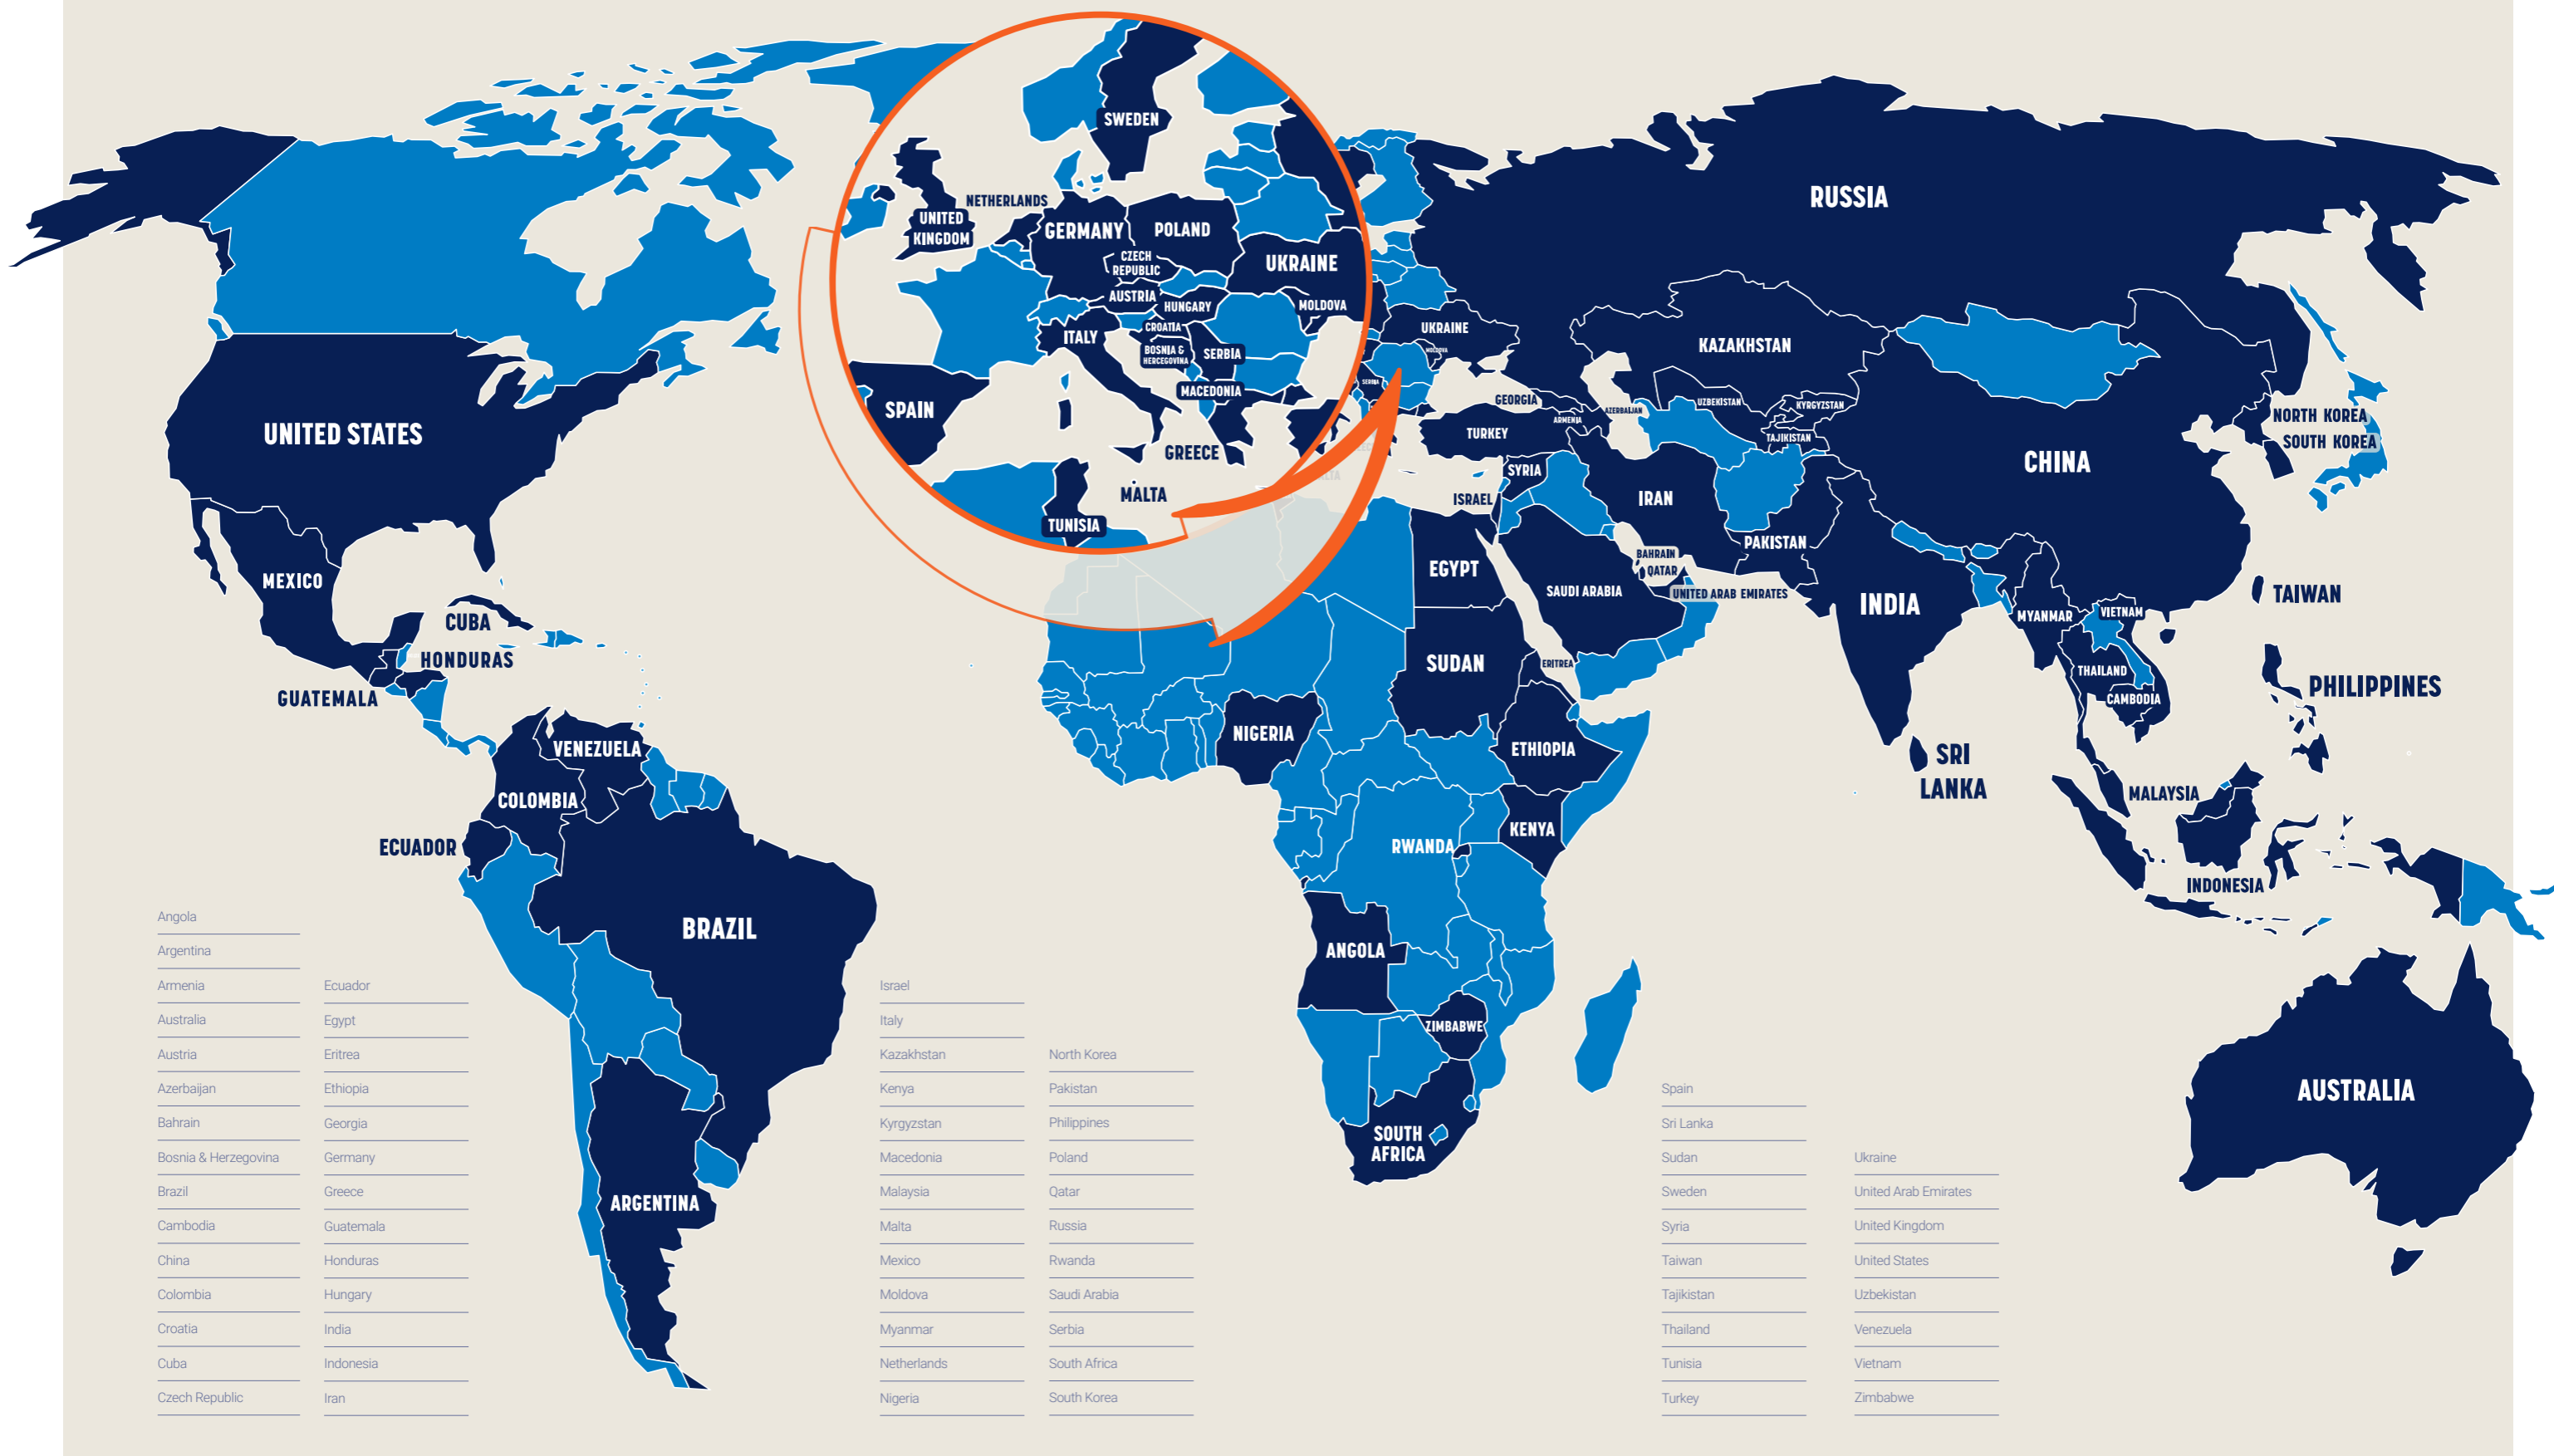 SWEDEN
NETHERLANDS
UNITED
KINGDOM
GERMANY
POLAND
CZECH
REPUBLIC
UKRAINE
AUSTRIA
HUNGARY
MOLDOVA
CROATIA
ITALY
BOSNIA &
HERCEGOVINA
SERBIA
MACEDONIA
SPAIN
GREECE
MALTA
TUNISIA
RUSSIA
UKRAINE
MOLDOVA
KAZAKHSTAN
SERBIA
GEORGIA
ARMENIA
AZERBAIJAN
UZBEKISTAN
KYRGYZSTAN
TAJIKISTAN
TURKEY
NORTH KOREA
SOUTH KOREA
CHINA
SYRIA
ISRAEL
IRAN
UNITED STATES
MEXICO
CUBA
HONDURAS
GUATEMALA
EGYPT
BAHRAIN
QATAR
PAKISTAN
SAUDI ARABIA
UNITED ARAB EMIRATES
INDIA
TAIWAN
MYANMAR
VIETNAM
THAILAND
CAMBODIA
PHILIPPINES
SUDAN
ERITREA
NIGERIA
ETHIOPIA
SRI
LANKA
MALAYSIA
VENEZUELA
COLOMBIA
ECUADOR
KENYA
RWANDA
INDONESIA
BRAZIL
ANGOLA
ZIMBABWE
AUSTRALIA
SOUTH
AFRICA
ARGENTINA
Angola
Argentina
Armenia
Australia
Austria
Azerbaijan
Bahrain
Bosnia & Herzegovina
Brazil
Cambodia
China
Colombia
Croatia
Cuba
Czech Republic
Ecuador
Egypt
Eritrea
Ethiopia
Georgia
Germany
Greece
Guatemala
Honduras
Hungary
India
Indonesia
Iran
Israel
Italy
Kazakhstan
Kenya
Kyrgyzstan
Macedonia
Malaysia
Malta
Mexico
Moldova
Myanmar
Netherlands
Nigeria
North Korea
Pakistan
Philippines
Poland
Qatar
Russia
Rwanda
Saudi Arabia
Serbia
South Africa
South Korea
Spain
Sri Lanka
Sudan
Sweden
Syria
Taiwan
Tajikistan
Thailand
Tunisia
Turkey
Ukraine
United Arab Emirates
United Kingdom
United States
Uzbekistan
Venezuela
Vietnam
Zimbabwe